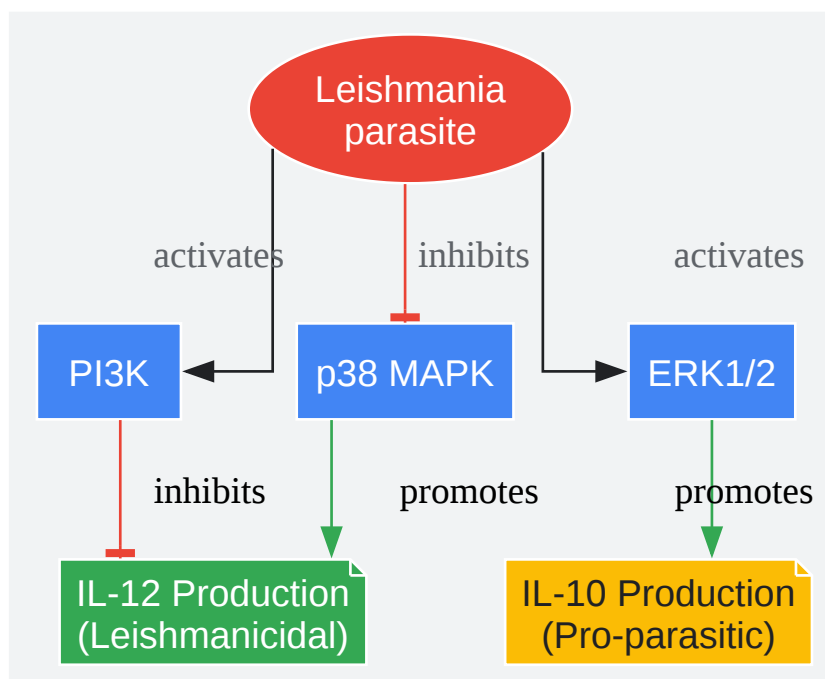 Leishmania
parasite
activates
inhibits
activates
PI3K
p38 MAPK
ERK1/2
inhibits
promotes
promotes
IL-12 Production
(Leishmanicidal)
IL-10 Production
(Pro-parasitic)